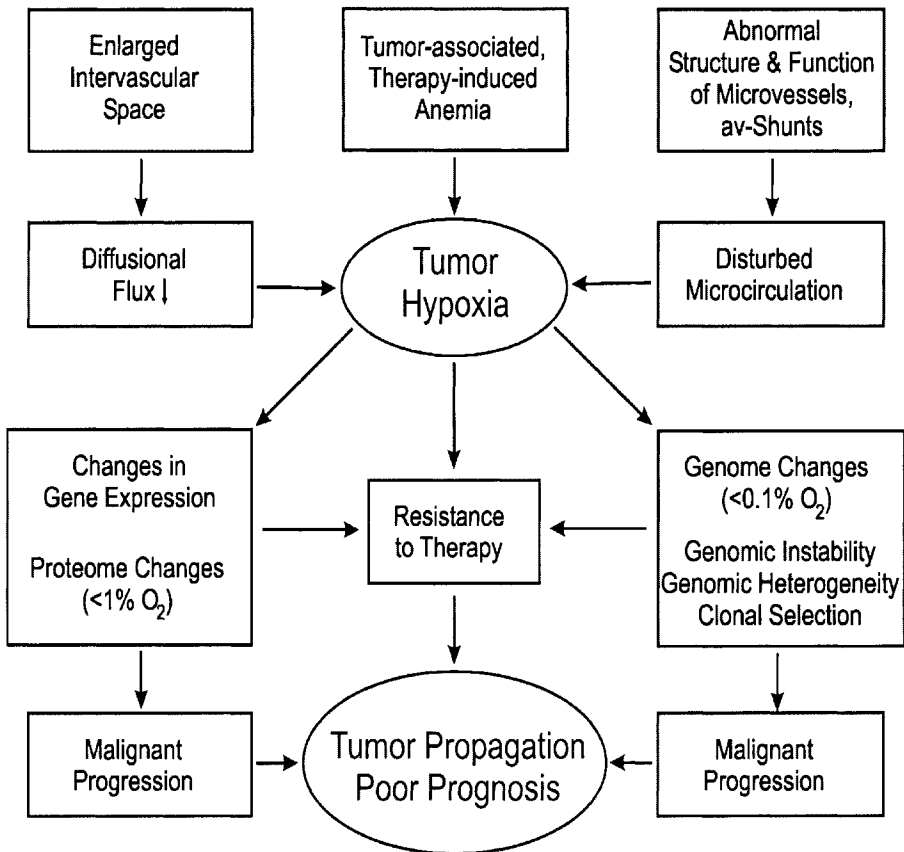 Enlarged
Intervascular
Space
Tumor-associated,
Therapy-induced
Anemia
Abnormal
Structure & Function
of Microvessels,
av-Shunts
Diffusional
Flux ↓
Tumor
Hypoxia
Disturbed
Microcirculation
Changes in
Gene Expression
Proteome Changes
(<1% O₂)
Resistance
to Therapy
Genome Changes
(<0.1% O₂)
Genomic Instability
Genomic Heterogeneity
Clonal Selection
Malignant
Progression
Tumor Propagation
Poor Prognosis
Malignant
Progression